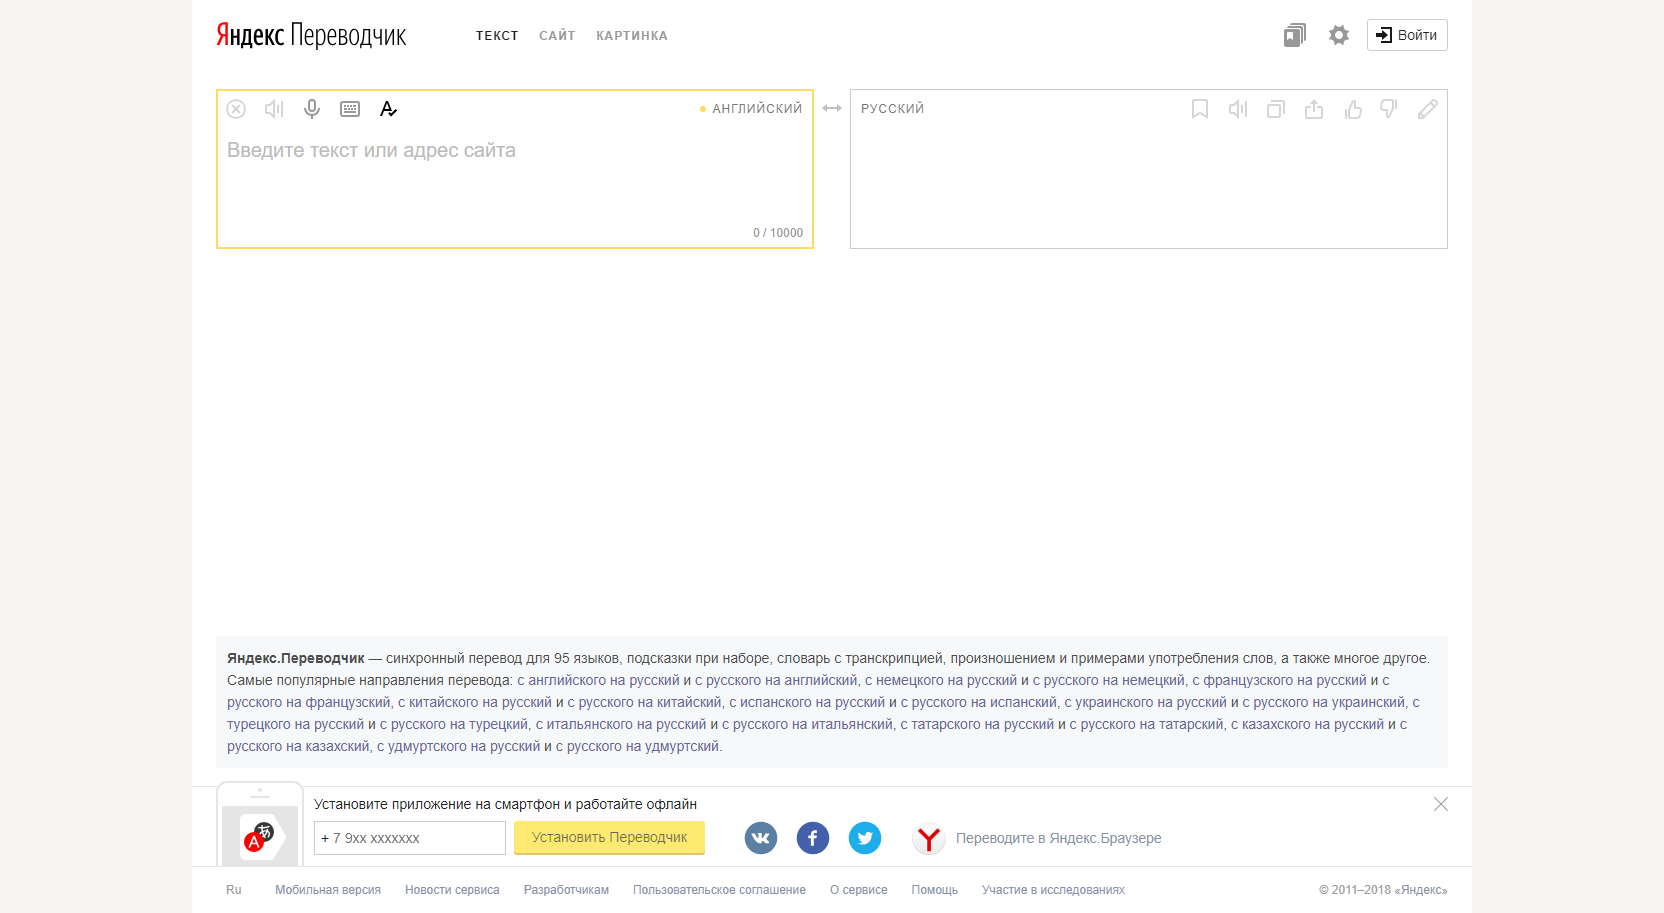 Яндекс Переводчик
ТЕКСТ САЙТ КАРТИНКА
Войти
АНГЛИЙСКИЙ
РУССКИЙ
Введите текст или адрес сайта
0 / 10000
Яндекс.Переводчик — синхронный перевод для 95 языков, подсказки при наборе, словарь с транскрипцией, произношением и примерами употребления слов, а также многое другое.
Самые популярные направления перевода: с английского на русский и с русского на английский, с немецкого на русский и с русского на немецкий, с французского на русский и с
русского на французский, с китайского на русский и с русского на китайский, с испанского на русский и с русского на испанский, с украинского на русский и с русского на украинский, с
турецкого на русский и с русского на турецкий, с итальянского на русский и с русского на итальянский, с татарского на русский и с русского на татарский, с казахского на русский и с
русского на казахский, с удмуртского на русский и с русского на удмуртский.
Установите приложение на смартфон и работайте офлайн
あ
A
+ 7 9xx xxxxxxx
Установить Переводчик
Переводите в Яндекс.Браузере
Ru Мобильная версия Новости сервиса Разработчикам Пользовательское соглашение О сервисе Помощь Участие в исследованиях © 2011–2018 «Яндекс»